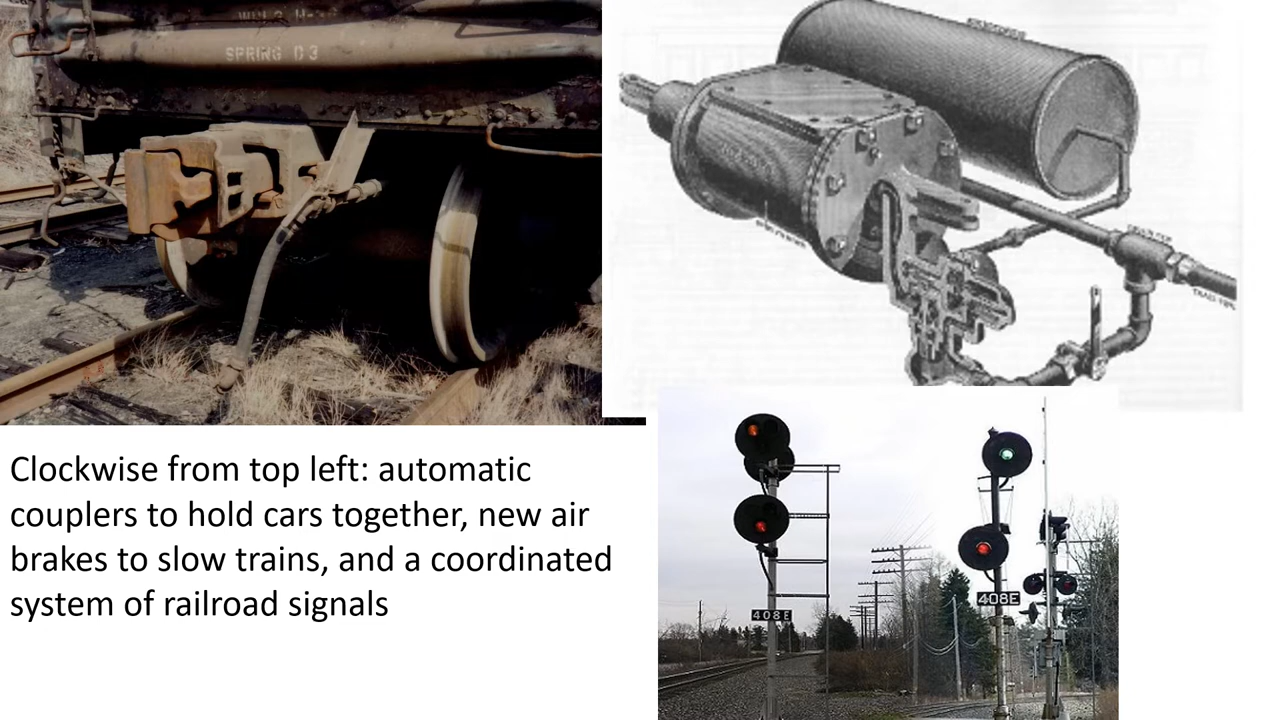 SPRING D3
Clockwise from top left: automatic
couplers to hold cars together, new air
brakes to slow trains, and a coordinated
system of railroad signals
408E
408E